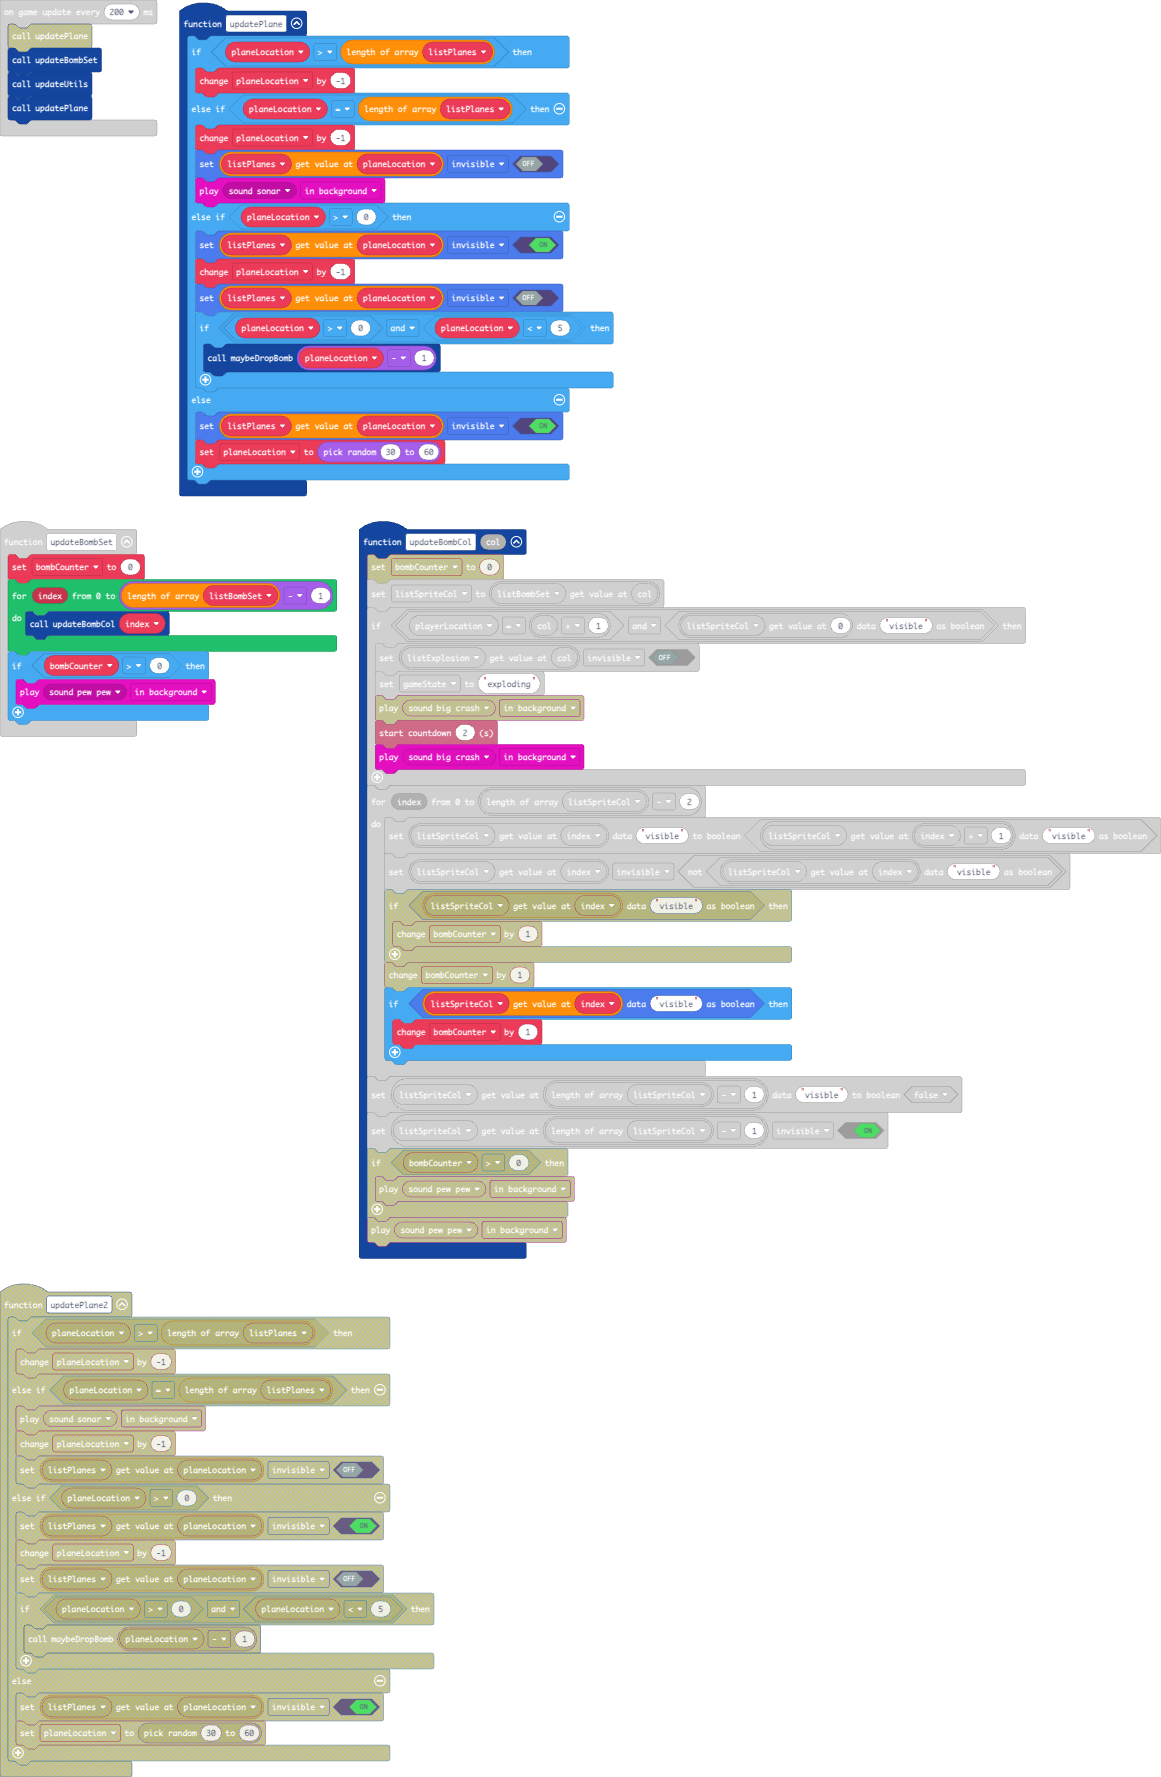 on game update every 200 ms
call updatePlane
call updateBombSet
call updateUtils
call updatePlane
function updatePlane
if planeLocation > length of array listPlanes then
change planeLocation by -1
else if planeLocation = length of array listPlanes then
change planeLocation by -1
set listPlanes get value at planeLocation invisible OFF
play sound sonar in background
else if planeLocation > 0 then
set listPlanes get value at planeLocation invisible ON
change planeLocation by -1
set listPlanes get value at planeLocation invisible OFF
if planeLocation > 0 and planeLocation < 5 then
call maybeDropBomb planeLocation - 1
else
set listPlanes get value at planeLocation invisible ON
set planeLocation to pick random 30 to 60
function updateBombSet
set bombCounter to 0
for index from 0 to length of array listBombSet - 1
do call updateBombCol index
if bombCounter > 0 then
play sound pew pew in background
function updateBombCol col
set bombCounter to 0
set listSpriteCol to listBombSet get value at col
if playerLocation = col + 1 and listSpriteCol get value at 0 data "visible" as boolean then
set listExplosion get value at col invisible OFF
set gameState to "exploding"
play sound big crash in background
start countdown 2 (s)
play sound big crash in background
for index from 0 to length of array listSpriteCol - 2
do set listSpriteCol get value at index data "visible" to boolean listSpriteCol get value at index + 1 data "visible" as boolean
set listSpriteCol get value at index invisible not listSpriteCol get value at index data "visible" as boolean
if listSpriteCol get value at index data "visible" as boolean then
change bombCounter by 1
change bombCounter by 1
if listSpriteCol get value at index data "visible" as boolean then
change bombCounter by 1
set listSpriteCol get value at length of array listSpriteCol - 1 data "visible" to boolean false
set listSpriteCol get value at length of array listSpriteCol - 1 invisible ON
if bombCounter > 0 then
play sound pew pew in background
play sound pew pew in background
function updatePlane2
if planeLocation > length of array listPlanes then
change planeLocation by -1
else if planeLocation = length of array listPlanes then
play sound sonar in background
change planeLocation by -1
set listPlanes get value at planeLocation invisible OFF
else if planeLocation > 0 then
set listPlanes get value at planeLocation invisible ON
change planeLocation by -1
set listPlanes get value at planeLocation invisible OFF
if planeLocation > 0 and planeLocation < 5 then
call maybeDropBomb planeLocation - 1
else
set listPlanes get value at planeLocation invisible ON
set planeLocation to pick random 30 to 60